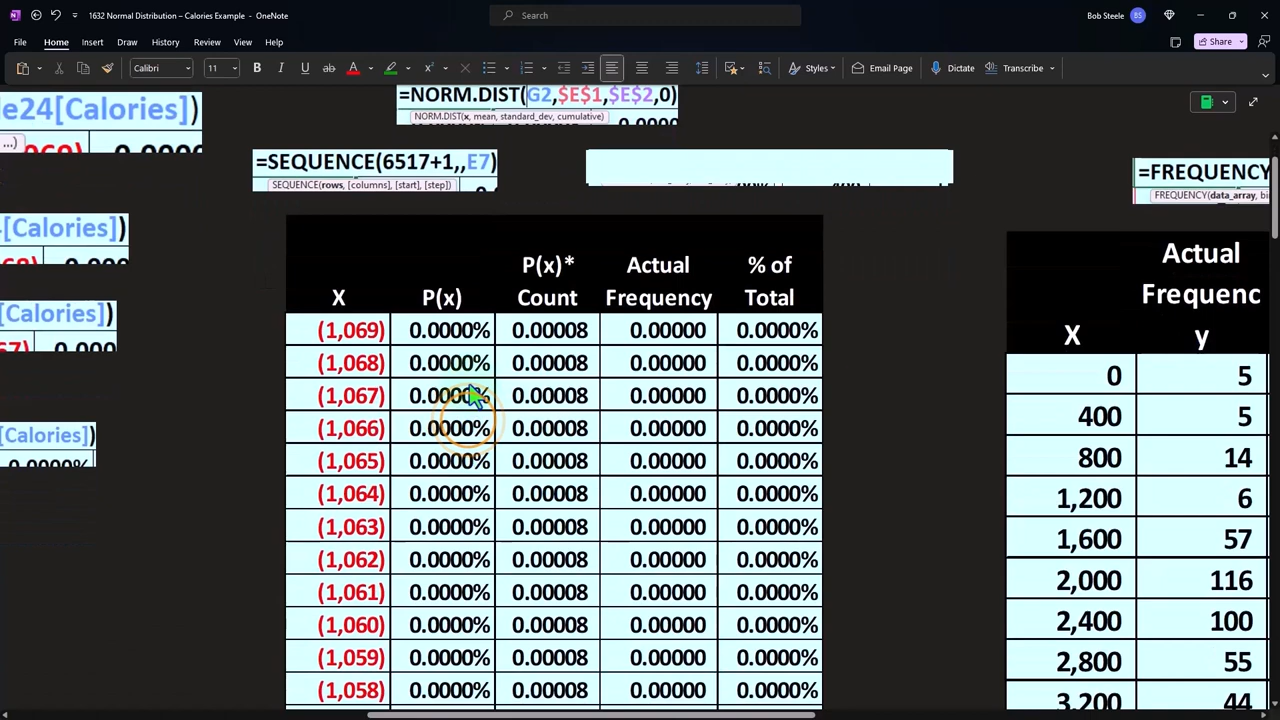 1632 Normal Distribution – Calories Example - OneNote
Search
Bob Steele
BS
File Home Insert Draw History Review View Help
Share
Calibri 11
Styles
Email Page
Dictate
Transcribe
=NORM.DIST(G2,$E$1,$E$2,0)
NORM.DIST(x, mean, standard_dev, cumulative)
e24[Calories])
...)
=SEQUENCE(6517+1,,E7)
SEQUENCE(rows, [columns], [start], [step])
=FREQUENCY
FREQUENCY(data_array, bi
[Calories])
[Calories])
[Calories])
X P(x) P(x)* Count Actual Frequency % of Total
(1,069) 0.0000% 0.00008 0.00000 0.0000%
(1,068) 0.0000% 0.00008 0.00000 0.0000%
(1,067) 0.0000% 0.00008 0.00000 0.0000%
(1,066) 0.0000% 0.00008 0.00000 0.0000%
(1,065) 0.0000% 0.00008 0.00000 0.0000%
(1,064) 0.0000% 0.00008 0.00000 0.0000%
(1,063) 0.0000% 0.00008 0.00000 0.0000%
(1,062) 0.0000% 0.00008 0.00000 0.0000%
(1,061) 0.0000% 0.00008 0.00000 0.0000%
(1,060) 0.0000% 0.00008 0.00000 0.0000%
(1,059) 0.0000% 0.00008 0.00000 0.0000%
(1,058) 0.0000% 0.00008 0.00000 0.0000%
X Actual Frequency
0 5
400 5
800 14
1,200 6
1,600 57
2,000 116
2,400 100
2,800 55
3,200 44